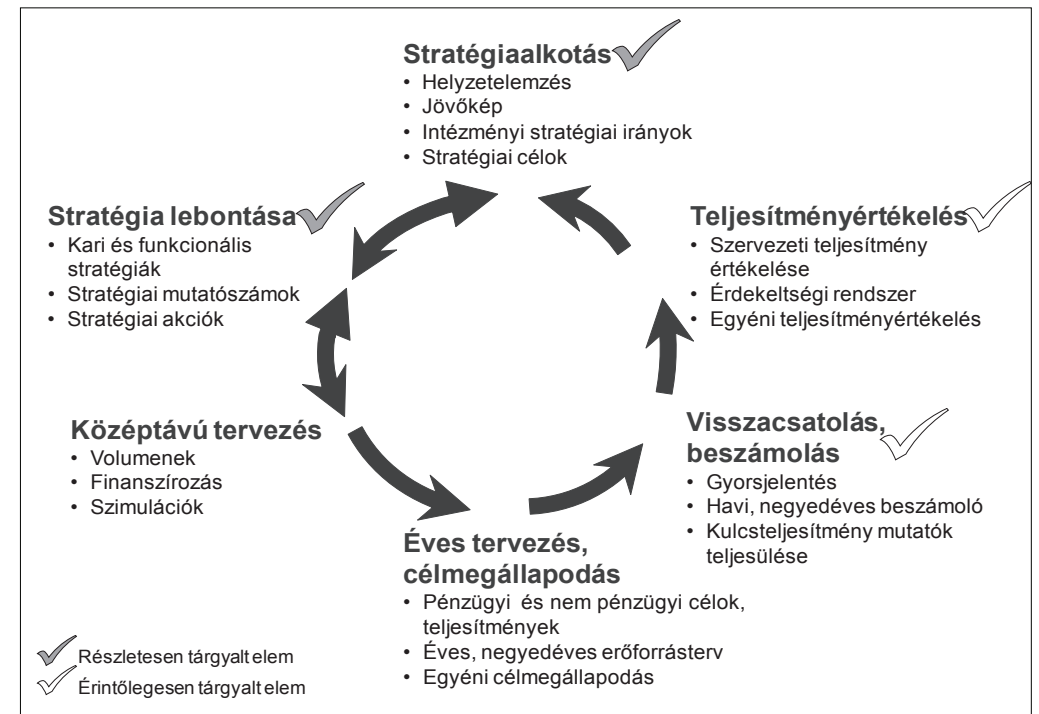 Stratégiaalkotás
• Helyzetelemzés
• Jövőkép
• Intézményi stratégiai irányok
• Stratégiai célok
Stratégia lebontása
• Kari és funkcionális
stratégiák
• Stratégiai mutatószámok
• Stratégiai akciók
Teljesítményértékelés
• Szervezeti teljesítmény
értékelése
• Érdekeltségi rendszer
• Egyéni teljesítményértékelés
Középtávú tervezés
• Volumenek
• Finanszírozás
• Szimulációk
Visszacsatolás,
beszámolás
• Gyorsjelentés
• Havi, negyedéves beszámoló
• Kulcsteljesítmény mutatók
teljesülése
Éves tervezés,
célmegállapodás
• Pénzügyi és nem pénzügyi célok,
teljesítmények
• Éves, negyedéves erőforrásterv
• Egyéni célmegállapodás
Részletesen tárgyalt elem
Érintőlegesen tárgyalt elem